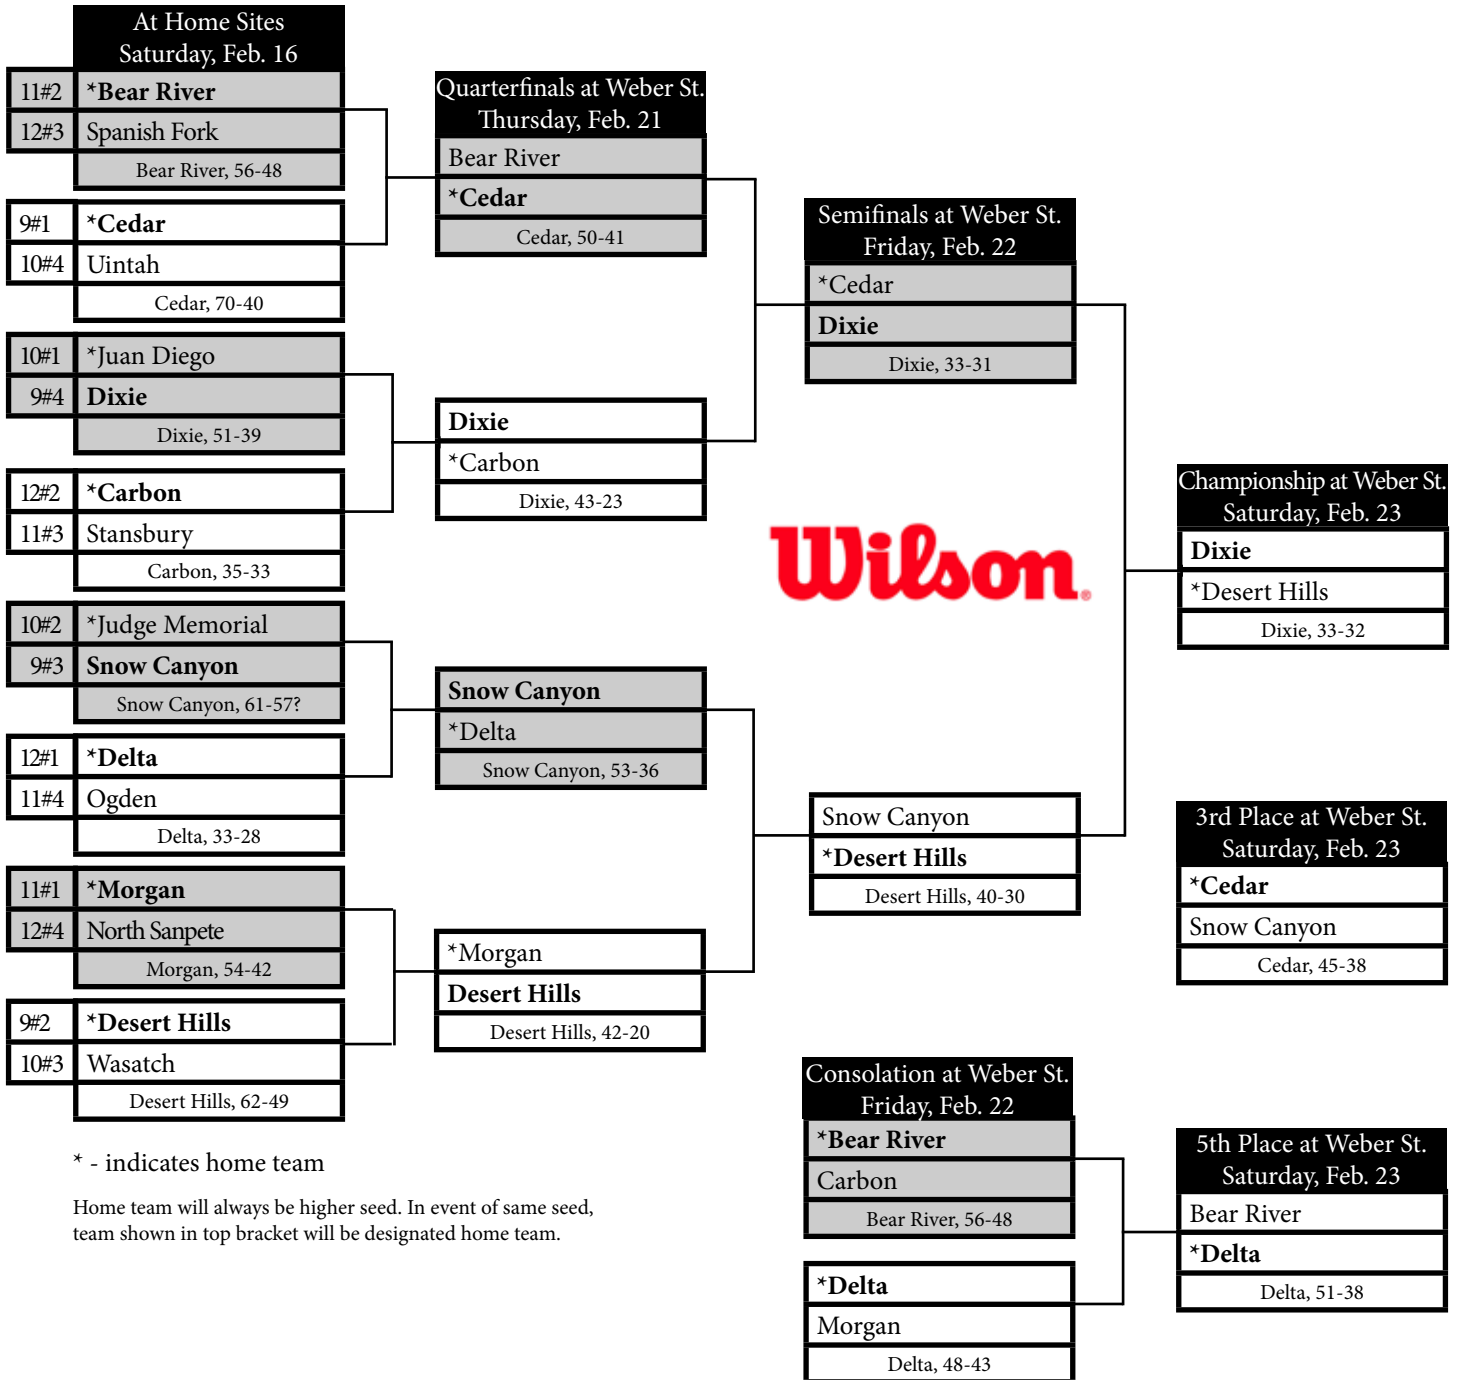 At Home Sites
Saturday, Feb. 16
11#2 *Bear River
12#3 Spanish Fork
Bear River, 56-48
9#1 *Cedar
10#4 Uintah
Cedar, 70-40
10#1 *Juan Diego
9#4 Dixie
Dixie, 51-39
12#2 *Carbon
11#3 Stansbury
Carbon, 35-33
10#2 *Judge Memorial
9#3 Snow Canyon
Snow Canyon, 61-57?
12#1 *Delta
11#4 Ogden
Delta, 33-28
11#1 *Morgan
12#4 North Sanpete
Morgan, 54-42
9#2 *Desert Hills
10#3 Wasatch
Desert Hills, 62-49
* - indicates home team
Home team will always be higher seed. In event of same seed,
team shown in top bracket will be designated home team.
Quarterfinals at Weber St.
Thursday, Feb. 21
Bear River
*Cedar
Cedar, 50-41
Dixie
*Carbon
Dixie, 43-23
Snow Canyon
*Delta
Snow Canyon, 53-36
*Morgan
Desert Hills
Desert Hills, 42-20
Semifinals at Weber St.
Friday, Feb. 22
*Cedar
Dixie
Dixie, 33-31
Wilson®
Snow Canyon
*Desert Hills
Desert Hills, 40-30
Consolation at Weber St.
Friday, Feb. 22
*Bear River
Carbon
Bear River, 56-48
*Delta
Morgan
Delta, 48-43
Championship at Weber St.
Saturday, Feb. 23
Dixie
*Desert Hills
Dixie, 33-32
3rd Place at Weber St.
Saturday, Feb. 23
*Cedar
Snow Canyon
Cedar, 45-38
5th Place at Weber St.
Saturday, Feb. 23
Bear River
*Delta
Delta, 51-38